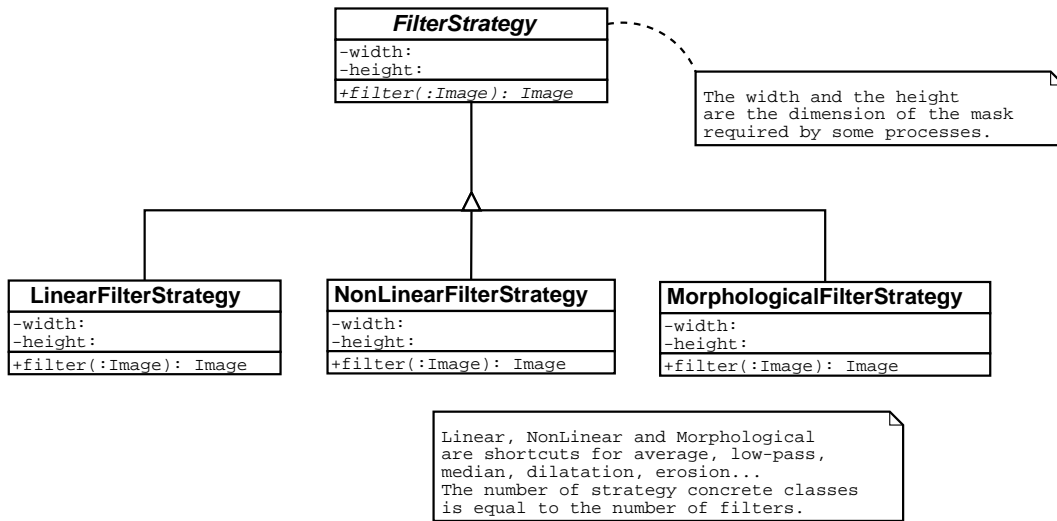 FilterStrategy
-width:
-height:
+filter(:Image): Image
The width and the height
are the dimension of the mask
required by some processes.
LinearFilterStrategy
-width:
-height:
+filter(:Image): Image
NonLinearFilterStrategy
-width:
-height:
+filter(:Image): Image
MorphologicalFilterStrategy
-width:
-height:
+filter(:Image): Image
Linear, NonLinear and Morphological
are shortcuts for average, low-pass,
median, dilatation, erosion...
The number of strategy concrete classes
is equal to the number of filters.